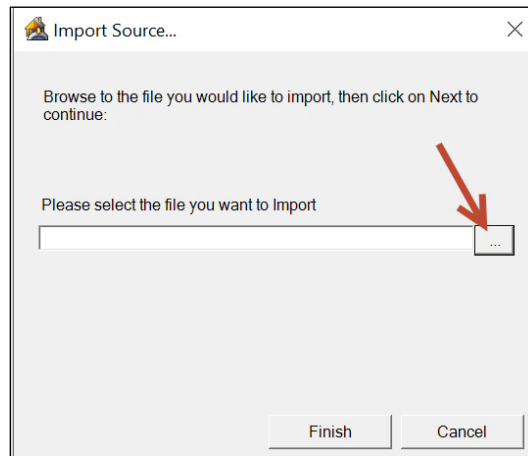 Import Source...
Browse to the file you would like to import, then click on Next to
continue:
Please select the file you want to Import
...
Finish Cancel